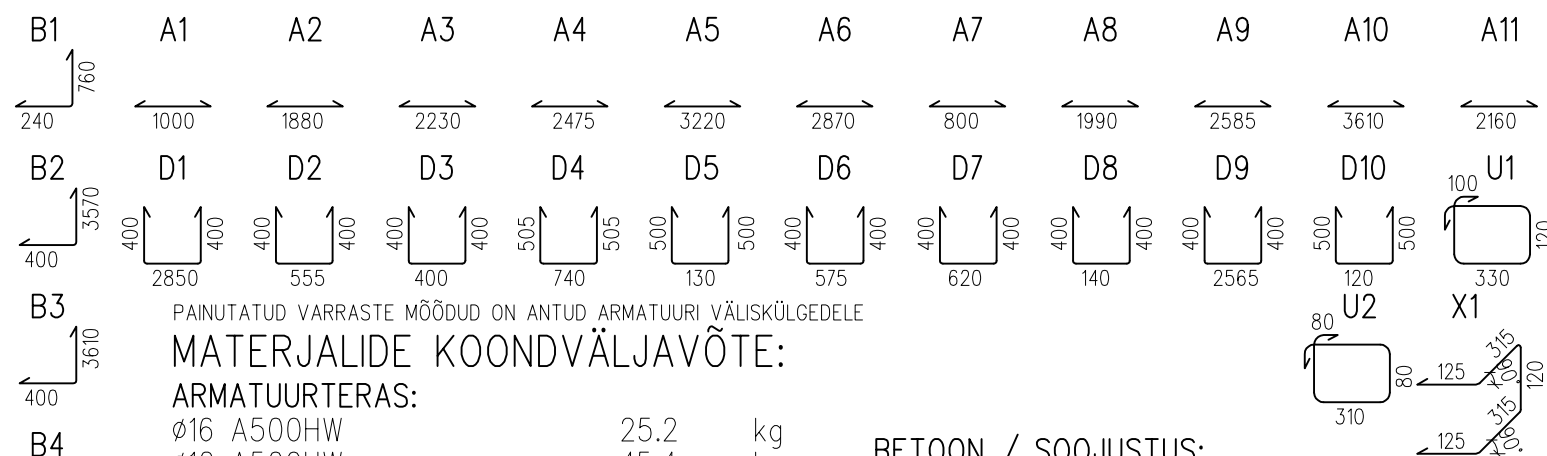 B1 A1 A2 A3 A4 A5 A6 A7 A8 A9 A10 A11
760
240 1000 1880 2230 2475 3220 2870 800 1990 2585 3610 2160
B2 D1 D2 D3 D4 D5 D6 D7 D8 D9 D10 U1
100
3570 400 400 400 400 400 400 505 505 500 500 400 400 400 400 400 400 400 400 500 500 120
400 2850 555 400 740 130 575 620 140 2565 120 330
B3 PAINUTATUD VARRASTE MÕÕDUD ON ANTUD ARMATUURI VÄLISKÜLGEDELE U2 X1
80
3610 MATERJALIDE KOONDVÄLJAVÕTE: 315
125 60° 120
80
400 ARMATUURTERAS:
310
ø16 A500HW 25.2 kg
315
B4 BETOON / SOOJUSTUS:
125 60°